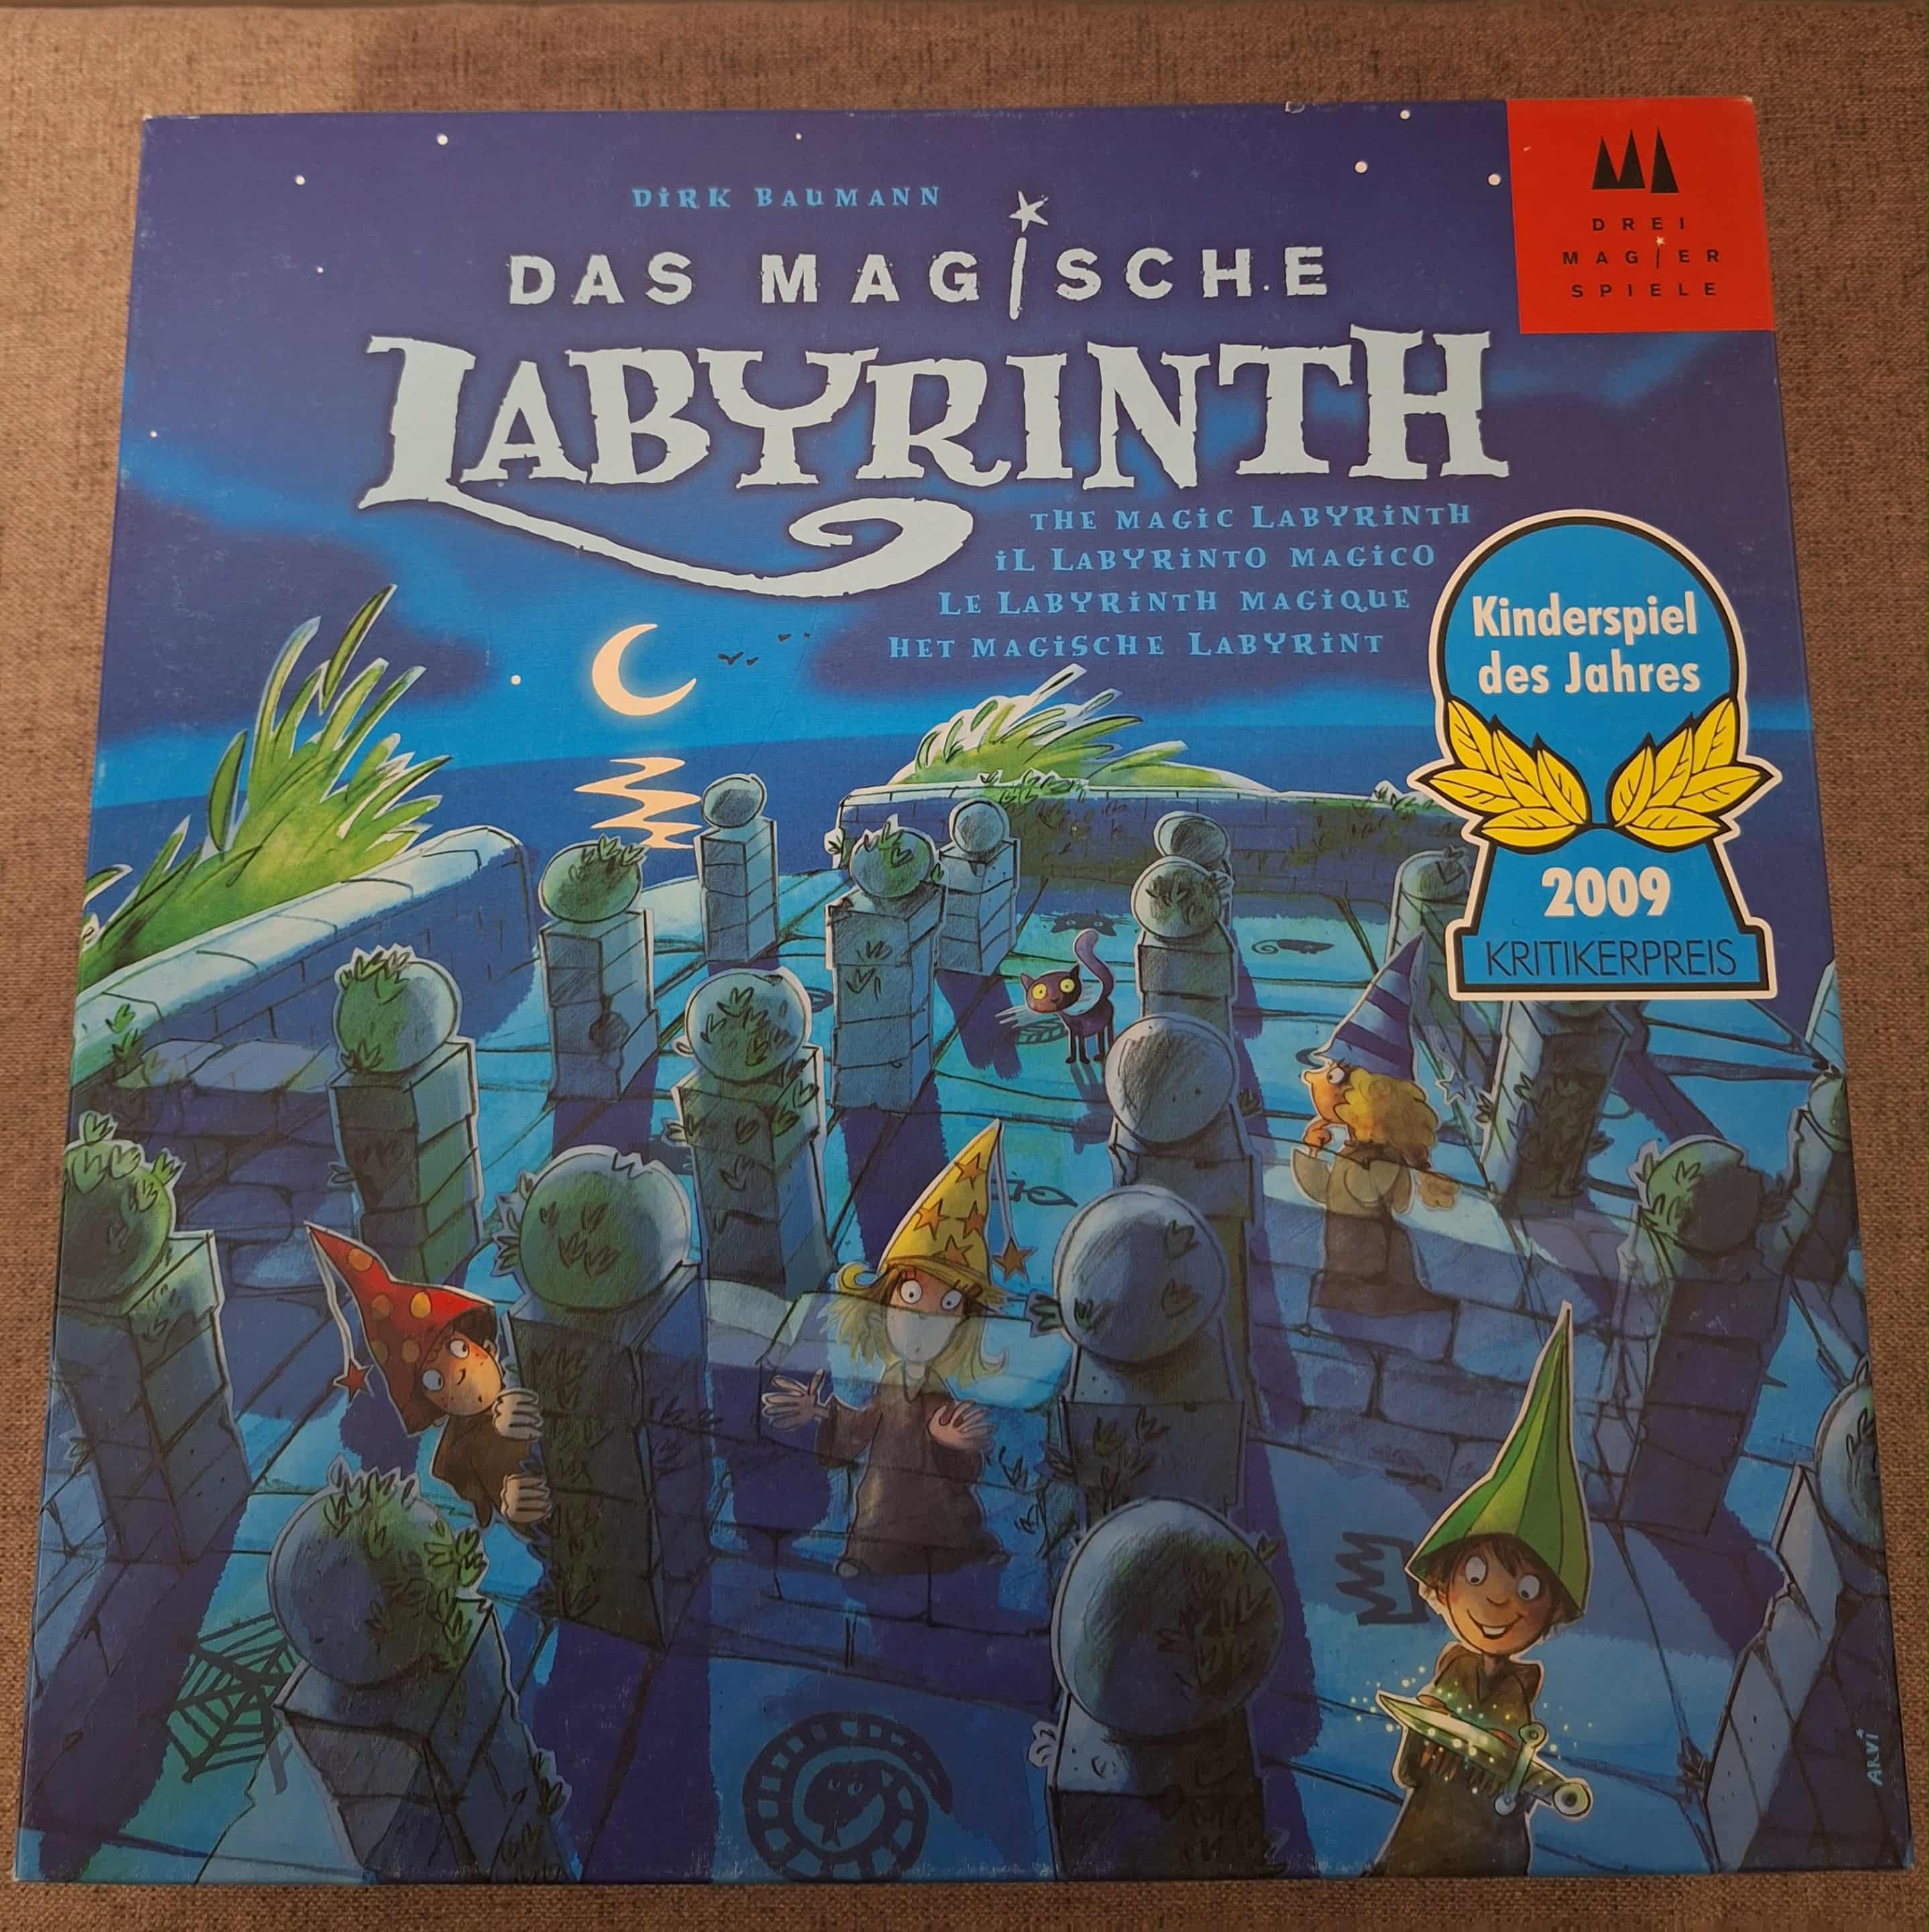 DIRK BAUMANN
DAS MAGISCHE
LABYRINTH
THE MAGIC LABYRINTH
IL LABYRINTO MAGICO
LE LABYRINTH MAGIQUE
HET MAGISCHE LABYRINT
DREI
MAGIER
SPIELE
Kinderspiel
des Jahres
2009
KRITIKERPREIS
ARVi